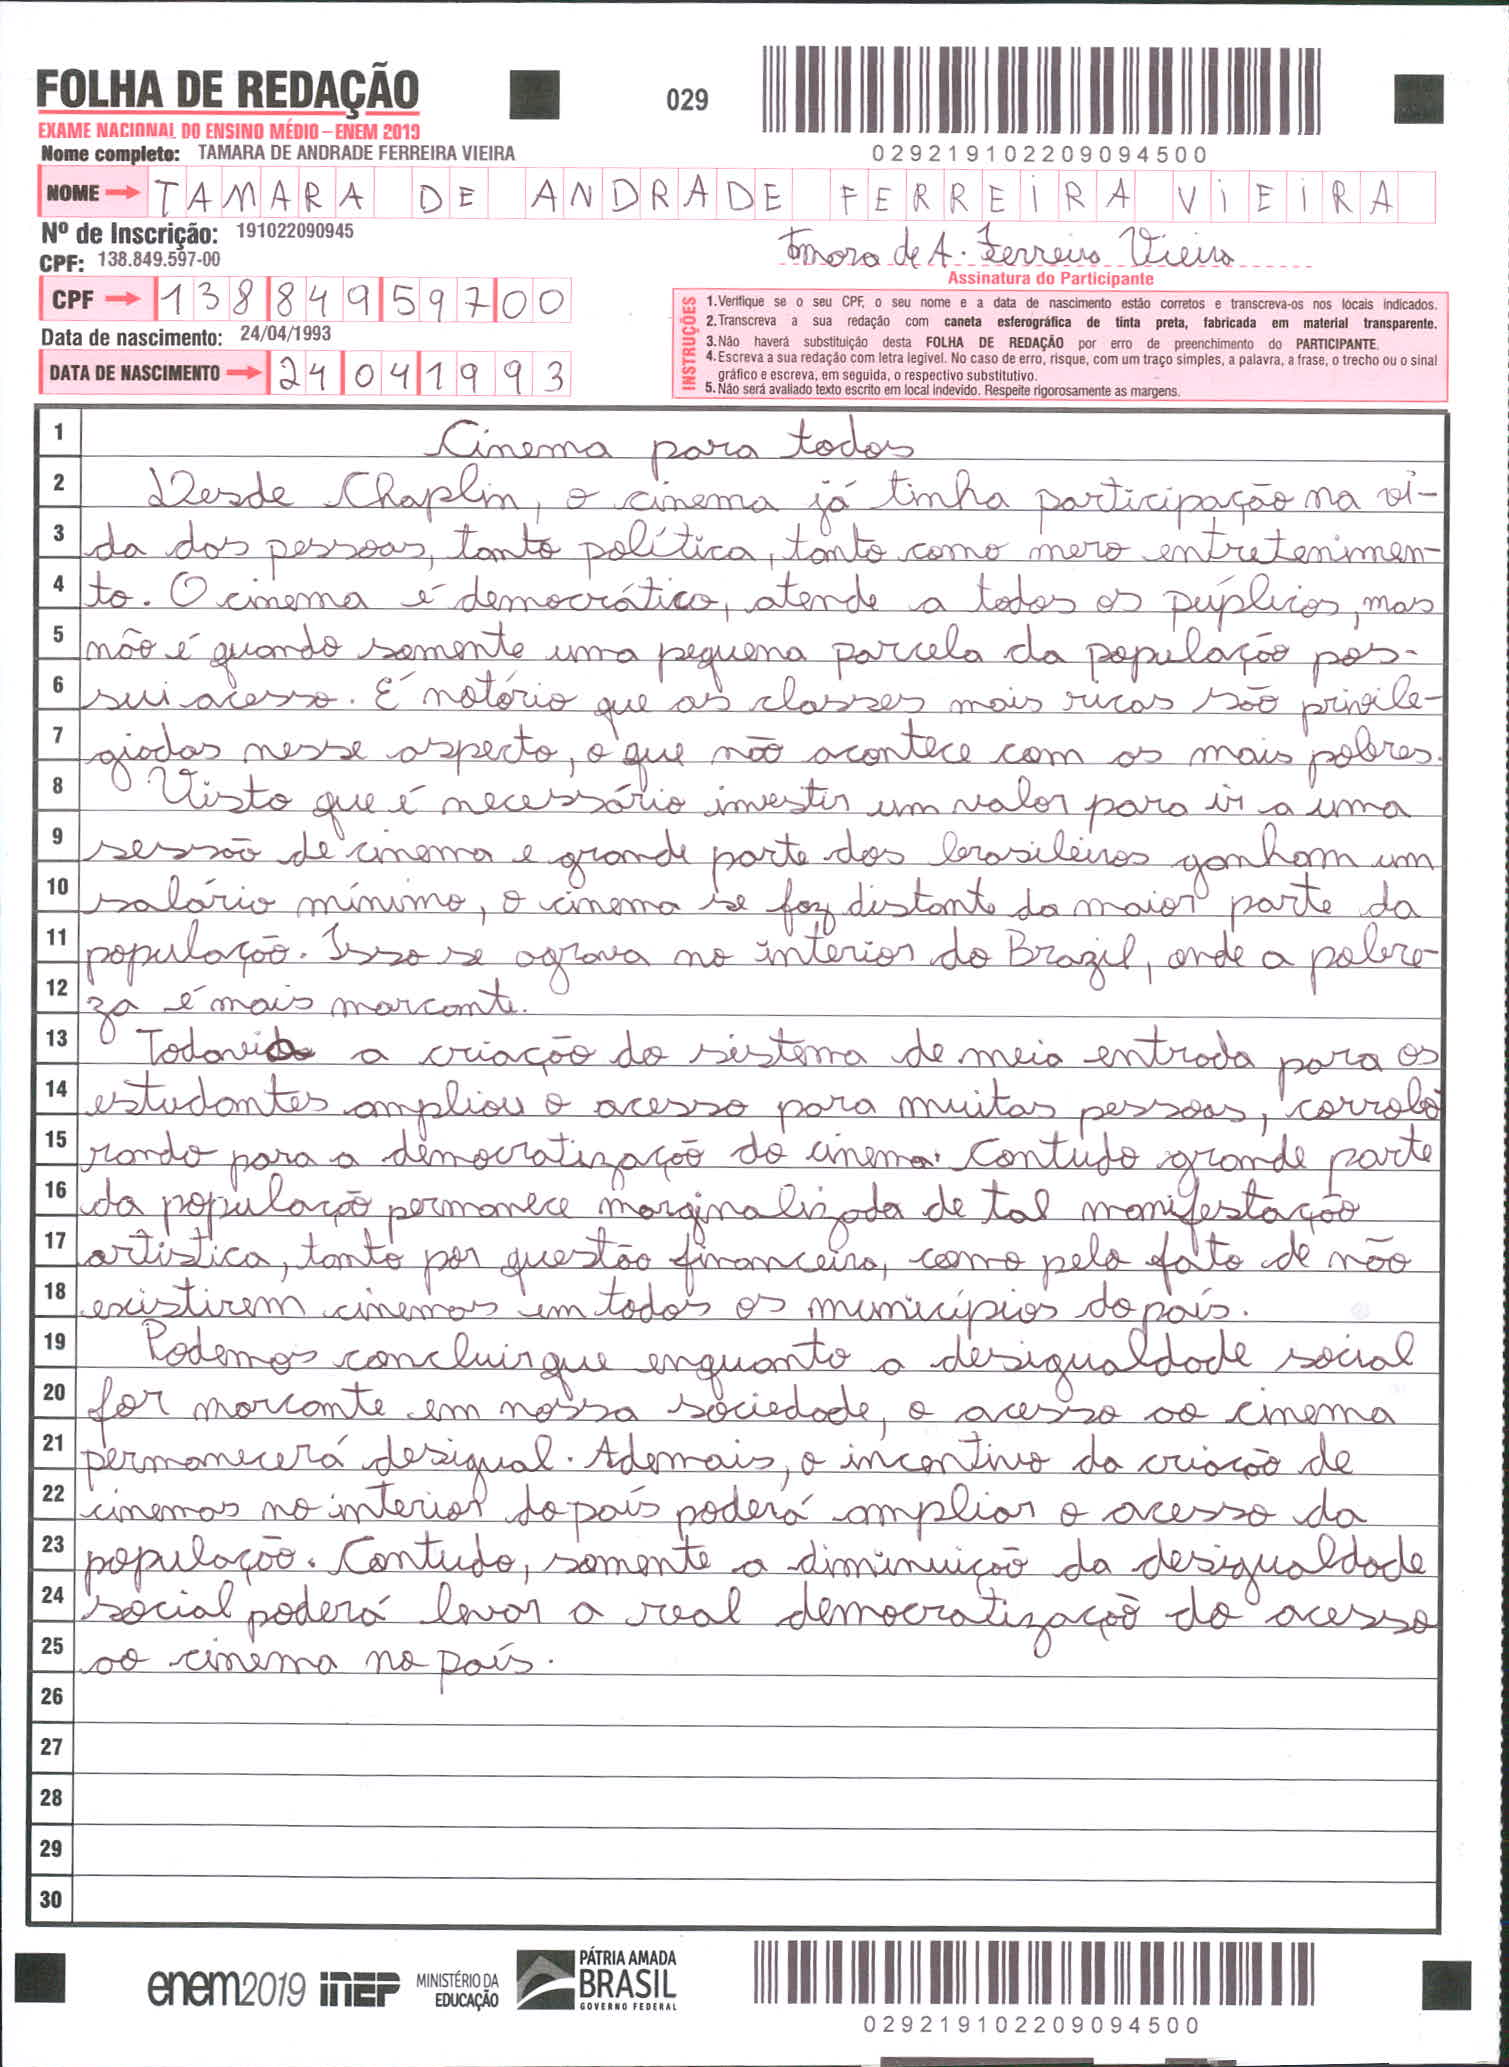 FOLHA DE REDAÇÃO
EXAME NACIONAL DO ENSINO MÉDIO – ENEM 2019
029
029219102209094500
Nome completo: TAMARA DE ANDRADE FERREIRA VIEIRA
NOME TAMARA DE ANDRADE FERREIRA VIEIRA
Nº de Inscrição: 191022090945
CPF: 138.849.597-00
Tamara de A. Ferreira Vieira
Assinatura do Participante
CPF 13884959700
Data de nascimento: 24/04/1993
DATA DE NASCIMENTO 24041993
INSTRUÇÕES
1.Verifique se o seu CPF, o seu nome e a data de nascimento estão corretos e transcreva-os nos locais indicados.
2.Transcreva a sua redação com caneta esferográfica de tinta preta, fabricada em material transparente.
3.Não haverá substituição desta FOLHA DE REDAÇÃO por erro de preenchimento do PARTICIPANTE.
4.Escreva a sua redação com letra legível. No caso de erro, risque, com um traço simples, a palavra, a frase, o trecho ou o sinal
gráfico e escreva, em seguida, o respectivo substitutivo.
5.Não será avaliado texto escrito em local indevido. Respeite rigorosamente as margens.
1 Cinema para todos
2 Desde Chaplin, o cinema já tinha participação na vi-
3 da das pessoas, tanto política, tanto como mero entretenimen-
4 to. O cinema é democrático, atende a todos os púplicos, mas
5 não é quando somente uma pequena parcela da população pos-
6 sui acesso. É notório que as classes mais ricas são privile-
7 giadas nesse aspecto, o que não acontece com os mais pobres.
8 Visto que é necessário investir um valor para ir a uma
9 sessão de cinema e grande parte dos brasileiros ganham um
10 salário mínimo, o cinema se faz distante da maior parte da
11 população. Isso se agrava no interior do Brazil, onde a pobre-
12 za é mais marcante.
13 Todavia a criação do sistema de meia entrada para os
14 estudantes ampliou o acesso para muitas pessoas, corrobo
15 rando para a democratização do cinema. Contudo grande parte
16 da população permanece marginalizada de tal manifestação
17 artística, tanto por questão financeira, como pelo fato de não
18 existirem cinemas em todos os municípios do país.
19 Podemos concluir que enquanto a desigualdade social
20 for marcante em nossa sociedade, o acesso ao cinema
21 permanecerá desigual. Ademais, o incentivo da criação de
22 cinemas no interior do país poderá ampliar o acesso da
23 população. Contudo, somente a diminuição da desigualdade
24 social poderá levar a real democratização do acesso
25 ao cinema no país.
26
27
28
29
30
enem2019 inep MINISTÉRIO DA EDUCAÇÃO PÁTRIA AMADA BRASIL GOVERNO FEDERAL
029219102209094500